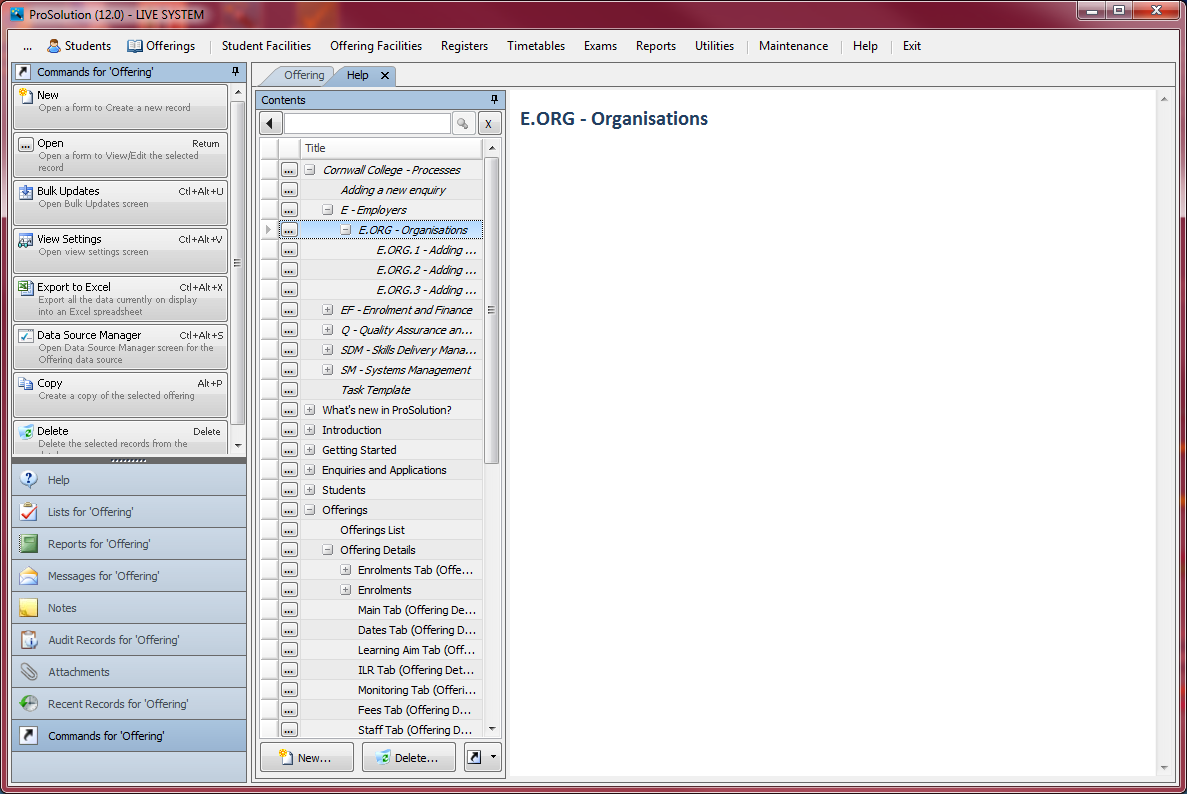 ProSolution (12.0) - LIVE SYSTEM
... Students Offerings Student Facilities Offering Facilities Registers Timetables Exams Reports Utilities Maintenance Help Exit
Commands for 'Offering'
New
Open a form to Create a new record
Open Return
Open a form to View/Edit the selected
record
Bulk Updates Ctl+Alt+U
Open Bulk Updates screen
View Settings Ctl+Alt+V
Open view settings screen
Export to Excel Ctl+Alt+X
Export all the data currently on display
into an Excel spreadsheet
Data Source Manager Ctl+Alt+S
Open Data Source Manager screen for the
Offering data source
Copy Alt+P
Create a copy of the selected offering
Delete Delete
Delete the selected records from the
Help
Lists for 'Offering'
Reports for 'Offering'
Messages for 'Offering'
Notes
Audit Records for 'Offering'
Attachments
Recent Records for 'Offering'
Commands for 'Offering'
Offering Help
Contents
X
Title
Cornwall College - Processes
Adding a new enquiry
E - Employers
E.ORG - Organisations
E.ORG.1 - Adding ...
E.ORG.2 - Adding ...
E.ORG.3 - Adding ...
EF - Enrolment and Finance
Q - Quality Assurance an...
SDM - Skills Delivery Mana...
SM - Systems Management
Task Template
What's new in ProSolution?
Introduction
Getting Started
Enquiries and Applications
Students
Offerings
Offerings List
Offering Details
Enrolments Tab (Offe...
Enrolments
Main Tab (Offering De...
Dates Tab (Offering D...
Learning Aim Tab (Off...
ILR Tab (Offering Det...
Monitoring Tab (Offeri...
Fees Tab (Offering D...
Staff Tab (Offering D...
New... Delete...
E.ORG - Organisations